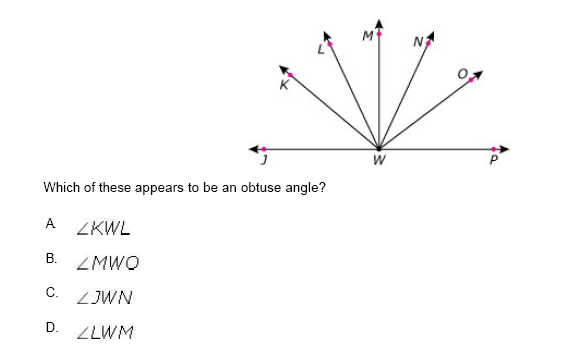 M
N
L
O
K
J
W
P
Which of these appears to be an obtuse angle?
A. ∠KWL
B. ∠MWO
C. ∠JWN
D. ∠LWM